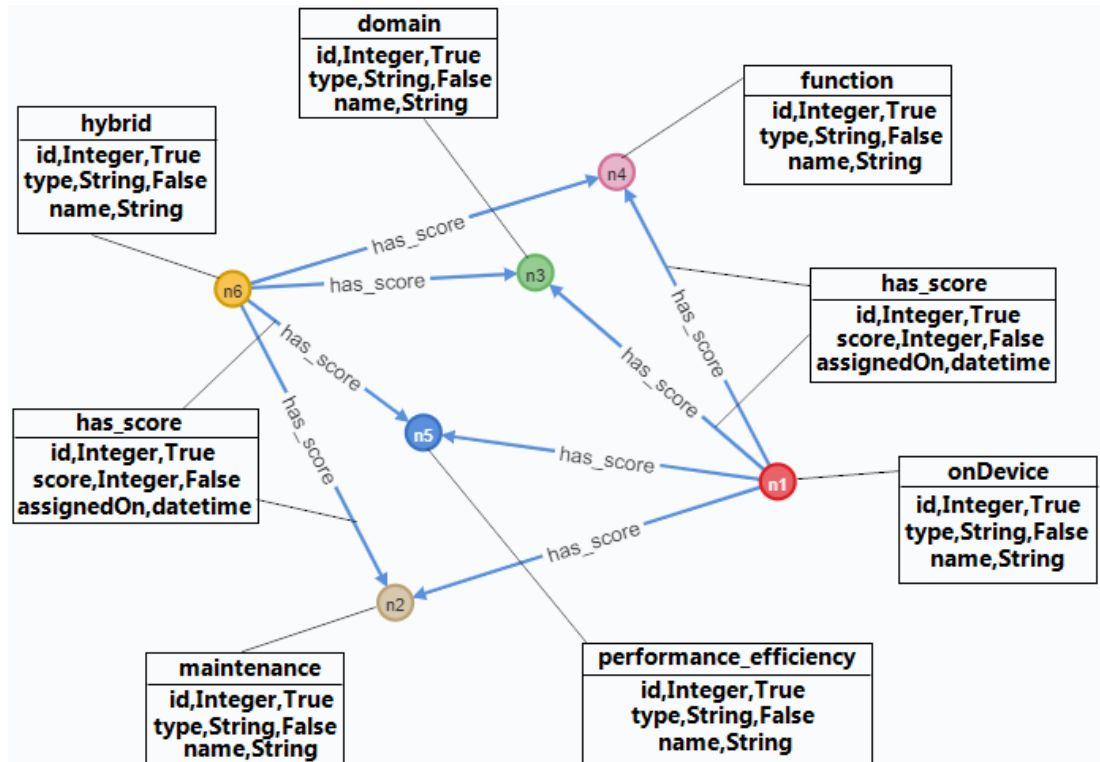 domain
id,Integer,True
type,String,False
name,String
function
id,Integer,True
type,String,False
name,String
hybrid
id,Integer,True
type,String,False
name,String
n4
has_score
n3
has_score
n6
has_score
id,Integer,True
score,Integer,False
assignedOn,datetime
has_score
has_score
has_score
has_score
has_score
id,Integer,True
score,Integer,False
assignedOn,datetime
n5
has_score
n1
onDevice
id,Integer,True
type,String,False
name,String
has_score
n2
maintenance
id,Integer,True
type,String,False
name,String
performance_efficiency
id,Integer,True
type,String,False
name,String